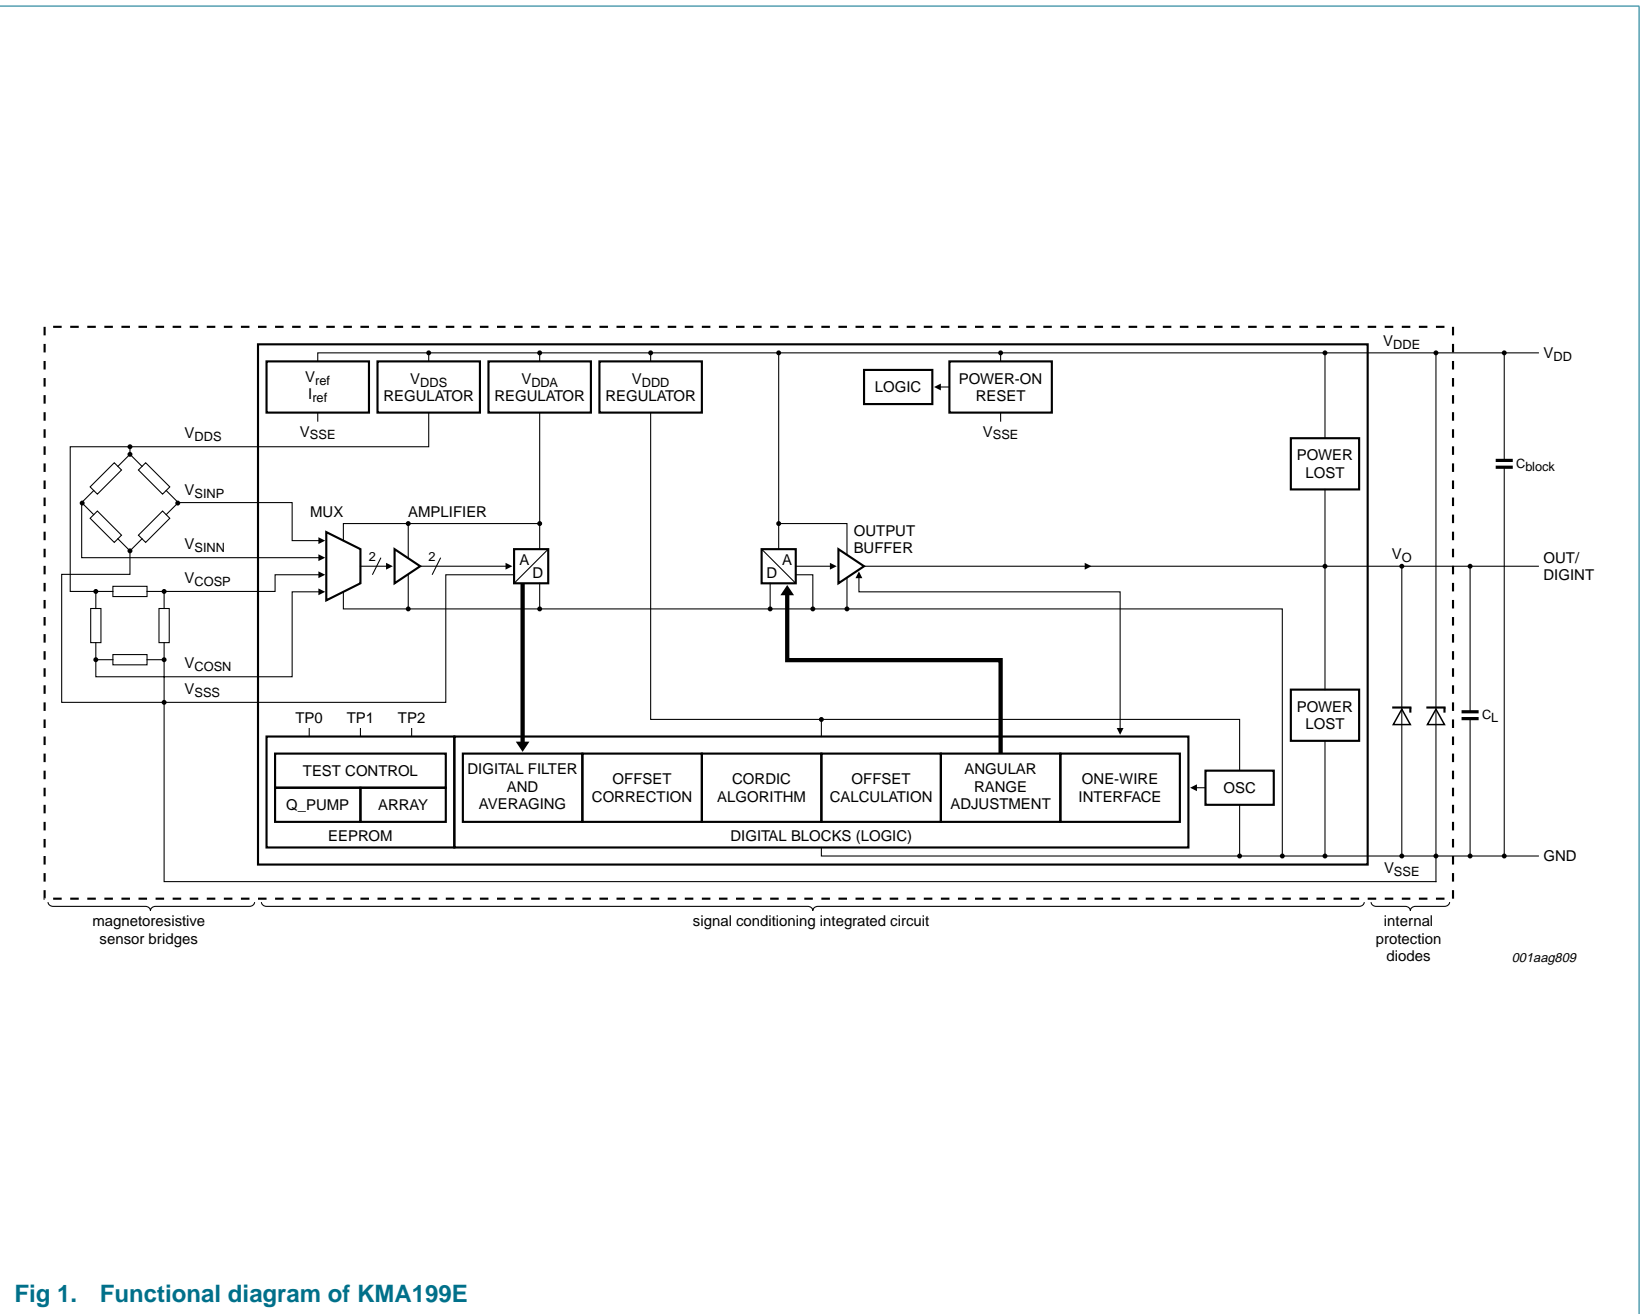 VDDE
VDD
Vref
Iref
VDDS
REGULATOR
VDDA
REGULATOR
VDDD
REGULATOR
LOGIC
POWER-ON
RESET
VSSE
VSSE
VDDS
POWER
LOST
Cblock
VSINP
MUX
AMPLIFIER
OUTPUT
BUFFER
VSINN
2
2
A
D
A
D
VO
OUT/
DIGINT
VCOSP
VCOSN
VSSS
TP0
TP1
TP2
POWER
LOST
CL
TEST CONTROL
Q_PUMP
ARRAY
EEPROM
DIGITAL FILTER
AND
AVERAGING
OFFSET
CORRECTION
CORDIC
ALGORITHM
OFFSET
CALCULATION
ANGULAR
RANGE
ADJUSTMENT
ONE-WIRE
INTERFACE
OSC
DIGITAL BLOCKS (LOGIC)
GND
VSSE
magnetoresistive
sensor bridges
signal conditioning integrated circuit
internal
protection
diodes
001aag809
Fig 1. Functional diagram of KMA199E